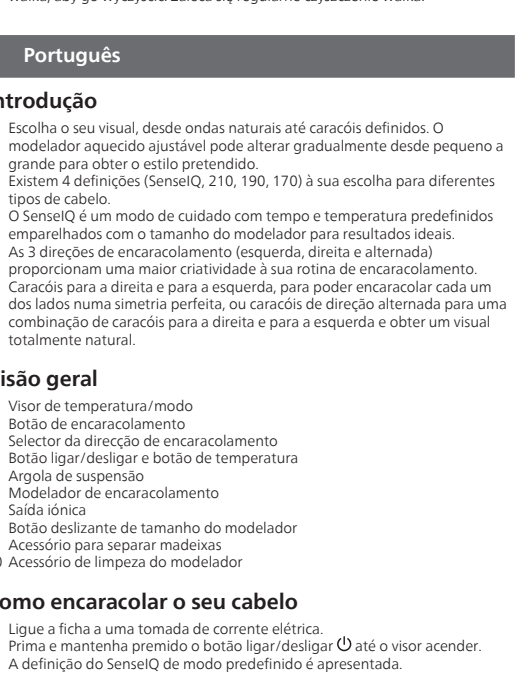 Português
ntrodução
Escolha o seu visual, desde ondas naturais até caracóis definidos. O
modelador aquecido ajustável pode alterar gradualmente desde pequeno a
grande para obter o estilo pretendido.
Existem 4 definições (SenseIQ, 210, 190, 170) à sua escolha para diferentes
tipos de cabelo.
O SenseIQ é um modo de cuidado com tempo e temperatura predefinidos
emparelhados com o tamanho do modelador para resultados ideais.
As 3 direções de encaracolamento (esquerda, direita e alternada)
proporcionam uma maior criatividade à sua rotina de encaracolamento.
Caracóis para a direita e para a esquerda, para poder encaracolar cada um
dos lados numa simetria perfeita, ou caracóis de direção alternada para uma
combinação de caracóis para a direita e para a esquerda e obter um visual
totalmente natural.
isão geral
Visor de temperatura/modo
Botão de encaracolamento
Selector da direcção de encaracolamento
Botão ligar/desligar e botão de temperatura
Argola de suspensão
Modelador de encaracolamento
Saída iónica
Botão deslizante de tamanho do modelador
Acessório para separar madeixas
0 Acessório de limpeza do modelador
omo encaracolar o seu cabelo
Ligue a ficha a uma tomada de corrente elétrica.
Prima e mantenha premido o botão ligar/desligar ⏻ até o visor acender.
A definição do SenseIQ de modo predefinido é apresentada.